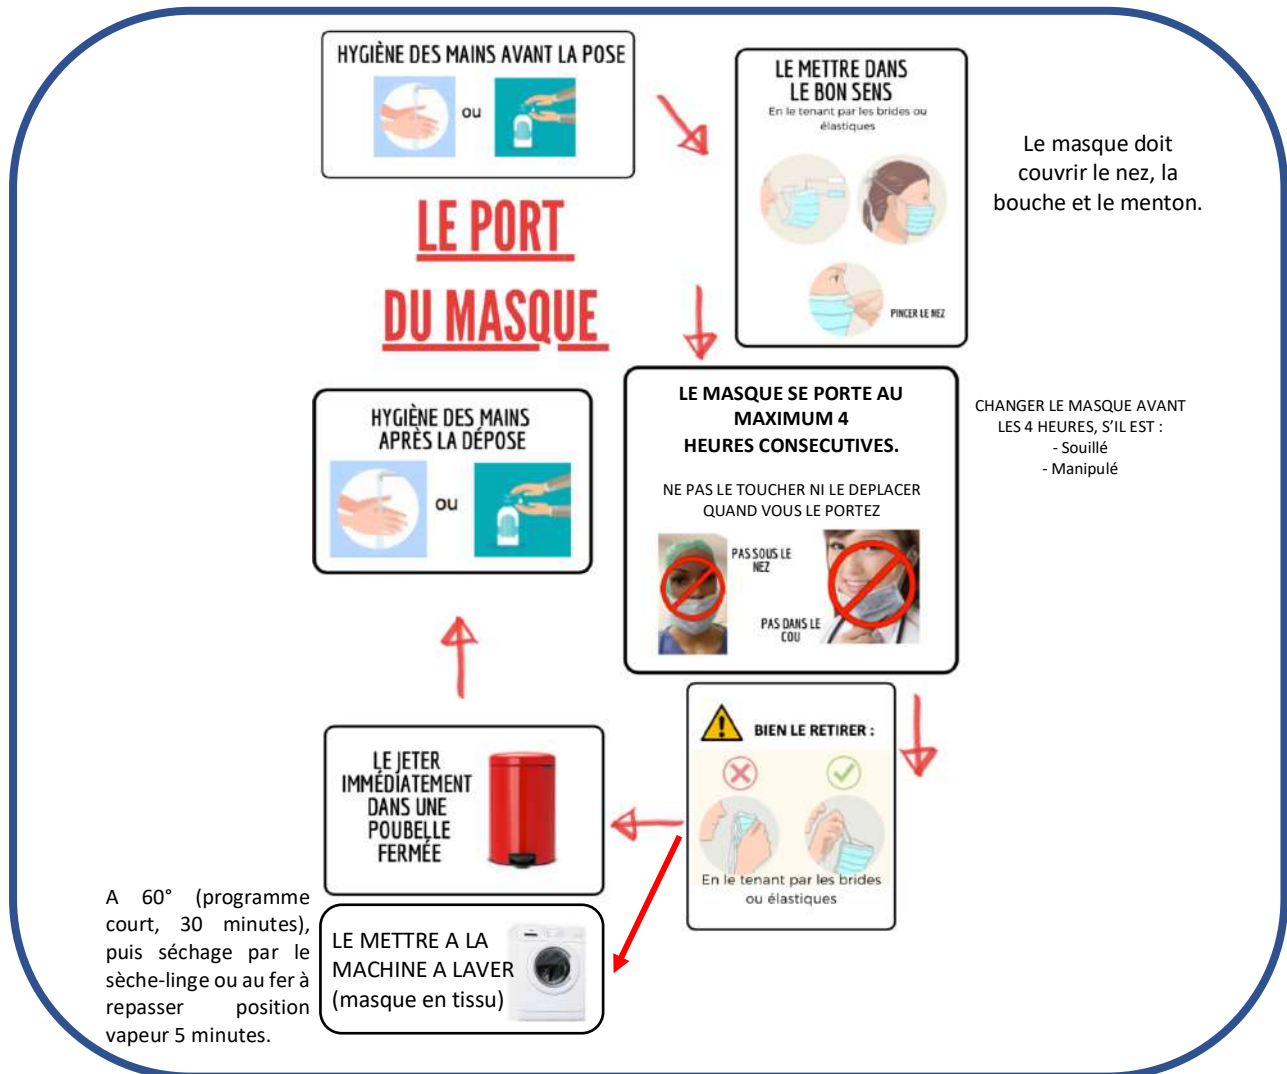 HYGIÈNE DES MAINS AVANT LA POSE
ou
LE METTRE DANS
LE BON SENS
En le tenant par les brides ou
élastiques
PINCER LE NEZ
Le masque doit
couvrir le nez, la
bouche et le menton.
LE PORT
DU MASQUE
LE MASQUE SE PORTE AU
MAXIMUM 4
HEURES CONSECUTIVES.
NE PAS LE TOUCHER NI LE DEPLACER
QUAND VOUS LE PORTEZ
PAS SOUS LE
NEZ
PAS DANS LE
COU
CHANGER LE MASQUE AVANT
LES 4 HEURES, S’IL EST :
- Souillé
- Manipulé
BIEN LE RETIRER :
En le tenant par les brides
ou élastiques
HYGIÈNE DES MAINS
APRÈS LA DÉPOSE
ou
LE JETER
IMMÉDIATEMENT
DANS UNE
POUBELLE
FERMÉE
LE METTRE A LA
MACHINE A LAVER
(masque en tissu)
A 60° (programme
court, 30 minutes),
puis séchage par le
sèche-linge ou au fer à
repasser position
vapeur 5 minutes.